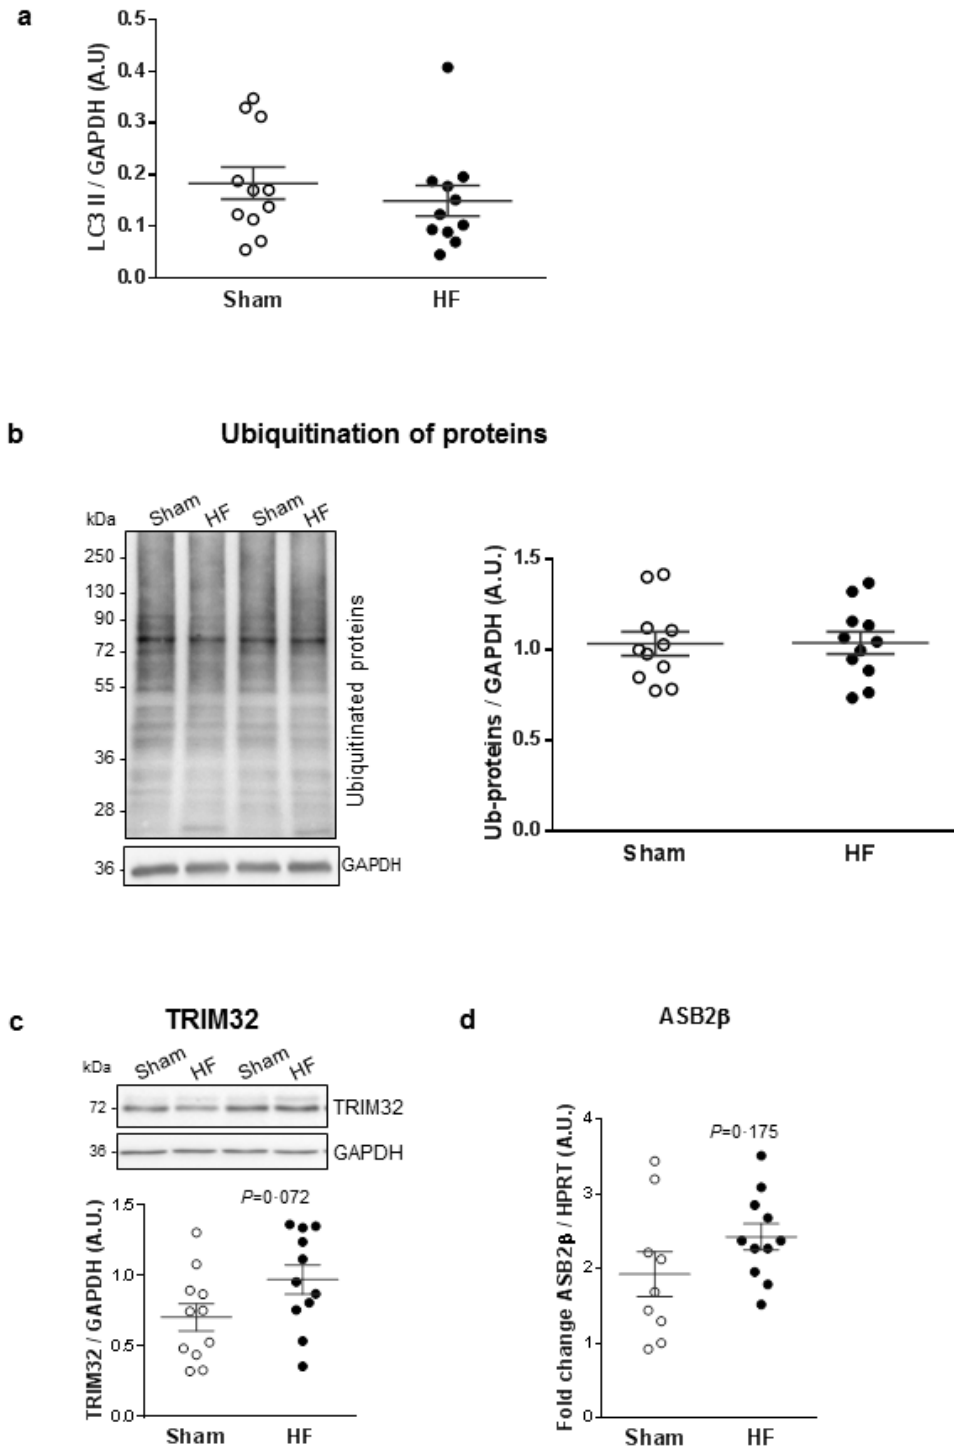 a
LC3 II / GAPDH (A.U)
0.5
0.4
0.3
0.2
0.1
0.0
Sham HF
b Ubiquitination of proteins
kDa Sham HF Sham HF
250
130
90
72
55
36
28
Ubiquitinated proteins
36 GAPDH
Ub-proteins / GAPDH (A.U.)
1.5
1.0
0.5
0.0
Sham HF
c TRIM32
kDa Sham HF Sham HF
72 TRIM32
36 GAPDH
P=0·072
TRIM32 / GAPDH (A.U.)
1.5
1.0
0.5
0.0
Sham HF
d ASB2β
P=0·175
Fold change ASB2β / HPRT (A.U.)
4
3
2
1
0
Sham HF